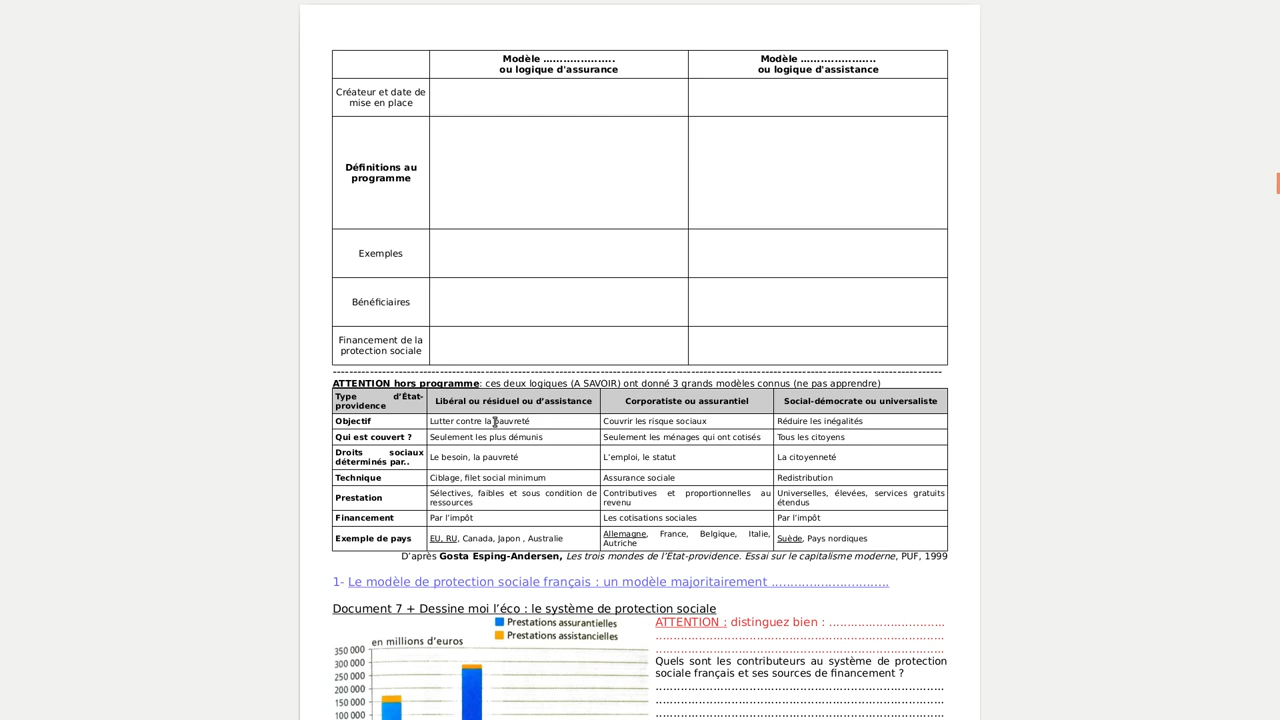 Modèle ………………….
ou logique d'assurance
Modèle …………………..
ou logique d'assistance
Créateur et date de
mise en place
Définitions au
programme
Exemples
Bénéficiaires
Financement de la
protection sociale
----------------------------------------------------------------------------------------------------------------------------------------------------
ATTENTION hors programme: ces deux logiques (A SAVOIR) ont donné 3 grands modèles connus (ne pas apprendre)
Type d’État-
providence
Libéral ou résiduel ou d’assistance
Corporatiste ou assurantiel
Social-démocrate ou universaliste
Objectif
Lutter contre la pauvreté
Couvrir les risque sociaux
Réduire les inégalités
Qui est couvert ?
Seulement les plus démunis
Seulement les ménages qui ont cotisés
Tous les citoyens
Droits sociaux
déterminés par..
Le besoin, la pauvreté
L’emploi, le statut
La citoyenneté
Technique
Ciblage, filet social minimum
Assurance sociale
Redistribution
Prestation
Sélectives, faibles et sous condition de
ressources
Contributives et proportionnelles au
revenu
Universelles, élevées, services gratuits
étendus
Financement
Par l’impôt
Les cotisations sociales
Par l’impôt
Exemple de pays
EU, RU, Canada, Japon , Australie
Allemagne, France, Belgique, Italie,
Autriche
Suède, Pays nordiques
D’après Gosta Esping-Andersen, Les trois mondes de l’État-providence. Essai sur le capitalisme moderne, PUF, 1999
1- Le modèle de protection sociale français : un modèle majoritairement …………………………..
Document 7 + Dessine moi l’éco : le système de protection sociale
Prestations assurantielles
Prestations assistancielles
en millions d’euros
350 000
300 000
250 000
200 000
150 000
100 000
ATTENTION : distinguez bien : ……………………………
…………………………………………………………………………
…………………………………………………………………………
Quels sont les contributeurs au système de protection
sociale français et ses sources de financement ?
…………………………………………………………………………
…………………………………………………………………………
…………………………………………………………………………